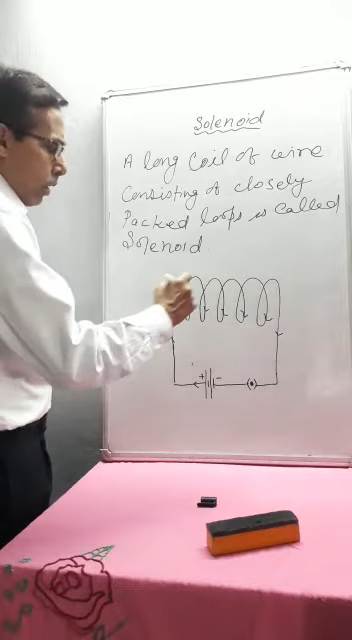 Solenoid
A long Coil of wire
Consisting of closely
Packed loops is called
Solenoid.
+ -